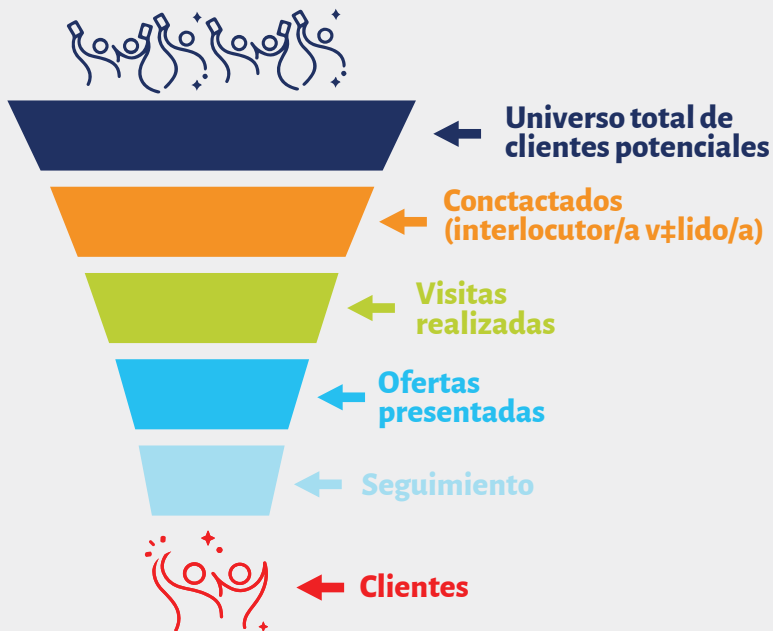 Universo total de
clientes potenciales
Conctactados
(interlocutor/a v‡lido/a)
Visitas
realizadas
Ofertas
presentadas
Seguimiento
Clientes